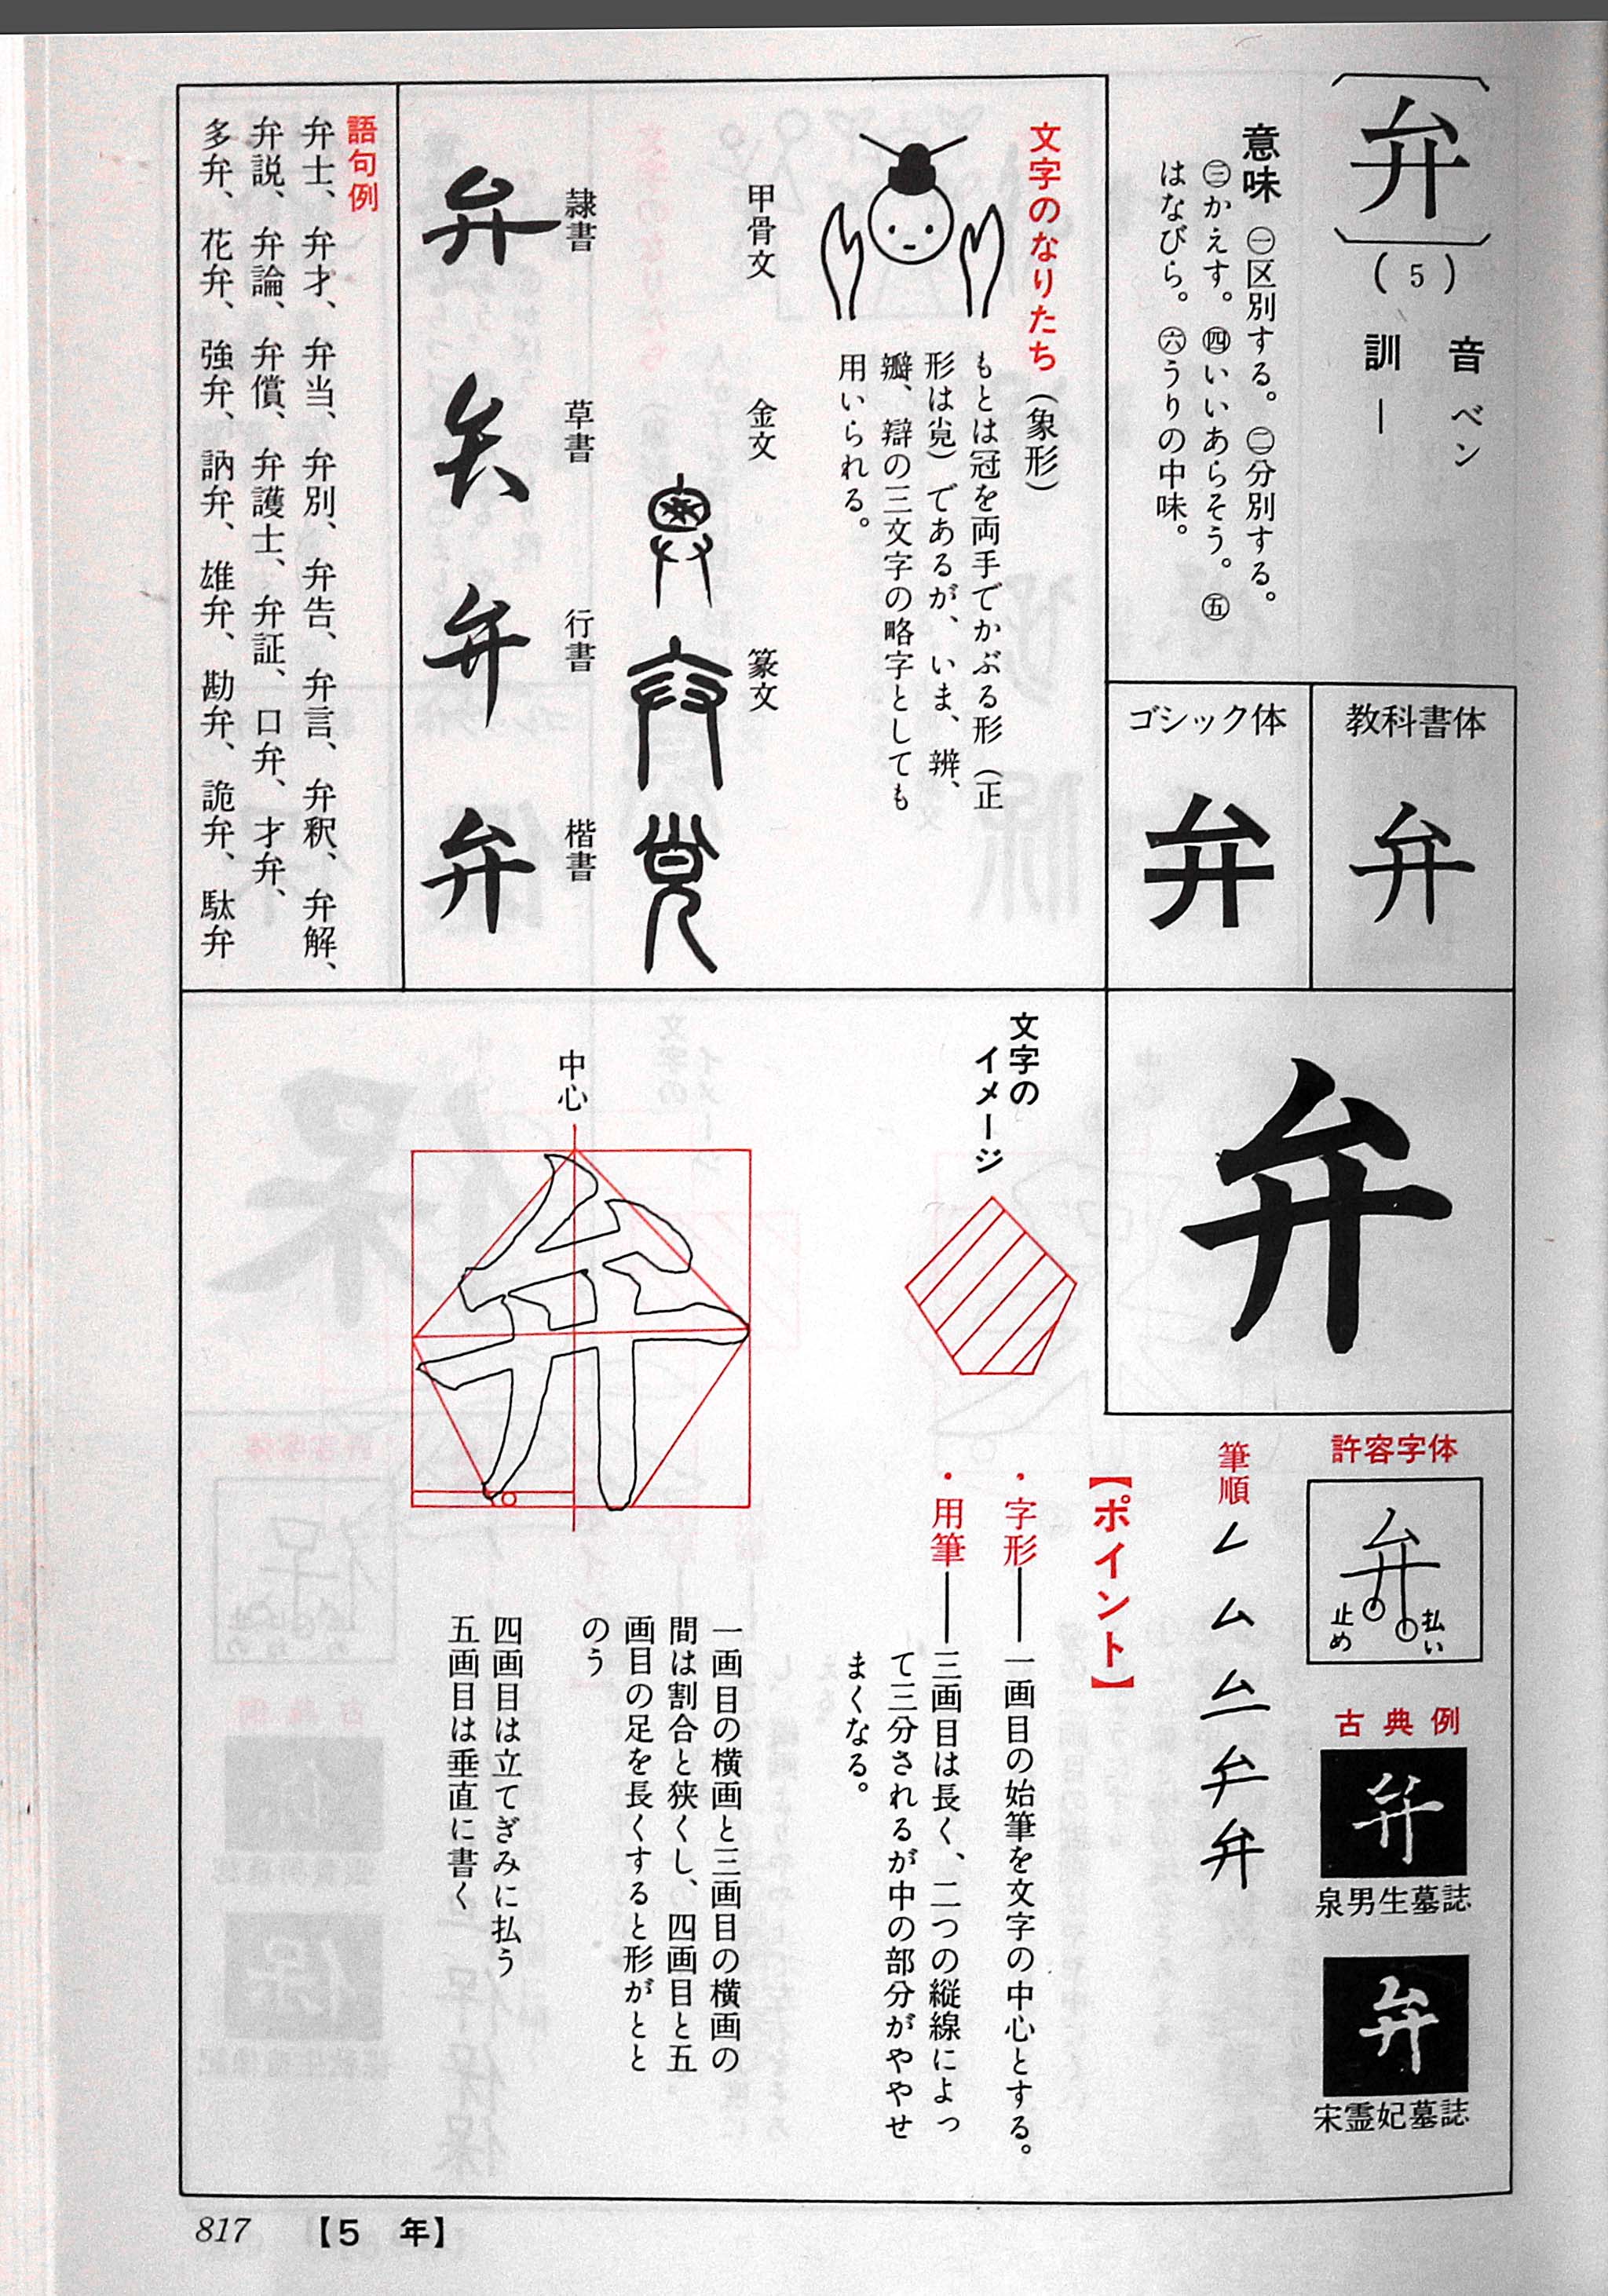 弁
(5)
音 ベン
訓 ―
意味 ㊀区別する。㊁分別する。
㊂かえす。㊃いいあらそう。㊄
はなびら。㊅うりの中味。
教科書体
弁
ゴシック体
弁
文字のなりたち（象形）
もとは冠を両手でかぶる形（正
形は覍）であるが、いま、辨、
瓣、辯の三文字の略字としても
用いられる。
甲骨文
金文
篆文
隷書
弁
草書
弁
行書
弁
楷書
弁
語句例
弁士、弁才、弁当、弁別、弁告、弁言、弁釈、弁解、
弁説、弁論、弁償、弁護士、弁証、口弁、才弁、
多弁、花弁、強弁、訥弁、雄弁、勘弁、詭弁、駄弁
弁
文字の
イメージ
中心
許容字体
弁
払い
止め
古典例
泉男生墓誌
宋霊妃墓誌
筆順
【ポイント】
・字形――一画目の始筆を文字の中心とする。
・用筆――三画目は長く、二つの縦線によっ
て三分されるが中の部分がややせ
まくなる。
一画目の横画と三画目の横画の
間は割合と狭くし、四画目と五
画目の足を長くすると形がとと
のう
四画目は立てぎみに払う
五画目は垂直に書く
817 【5 年】